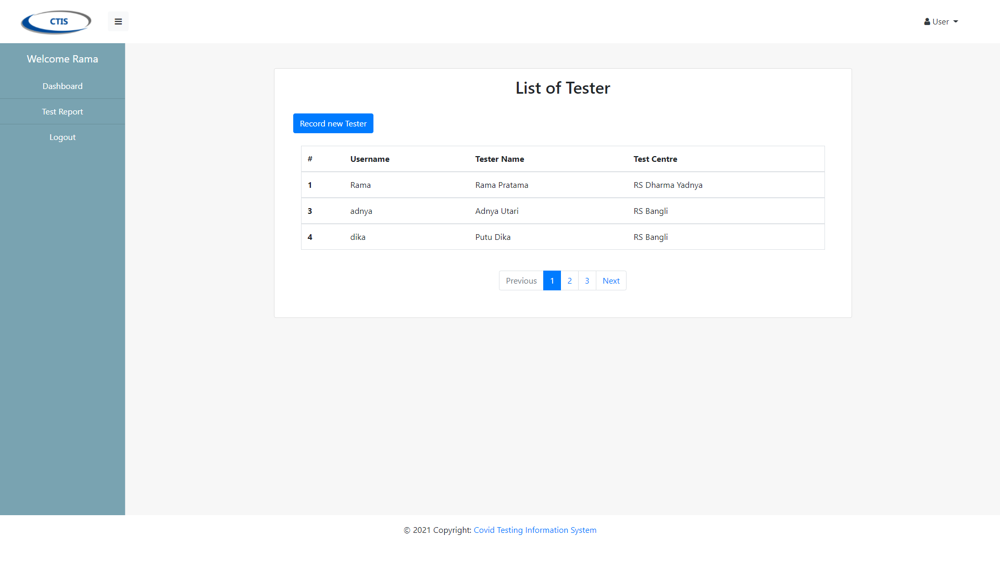 CTIS
User
Welcome Rama
Dashboard
Test Report
Logout
List of Tester
Record new Tester
# Username Tester Name Test Centre
1 Rama Rama Pratama RS Dharma Yadnya
3 adnya Adnya Utari RS Bangli
4 dika Putu Dika RS Bangli
Previous 1 2 3 Next
© 2021 Copyright: Covid Testing Information System